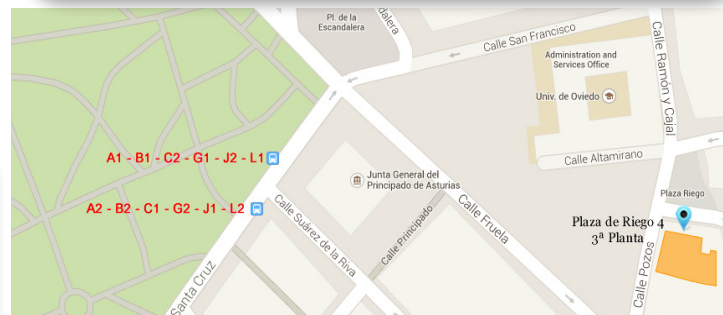 Pl. de la
Escandalera
Calle San Francisco
Administration and
Services Office
Univ. de Oviedo
Calle Ramón y Cajal
A1 - B1 - C2 - G1 - J2 - L1
Calle Altamirano
Junta General del
Principado de Asturias
Plaza Riego
A2 - B2 - C1 - G2 - J1 - L2
Calle Suárez de la Riva
Calle Principado
Calle Fruela
Plaza de Riego 4
3ª Planta
Calle Pozos
Santa Cruz